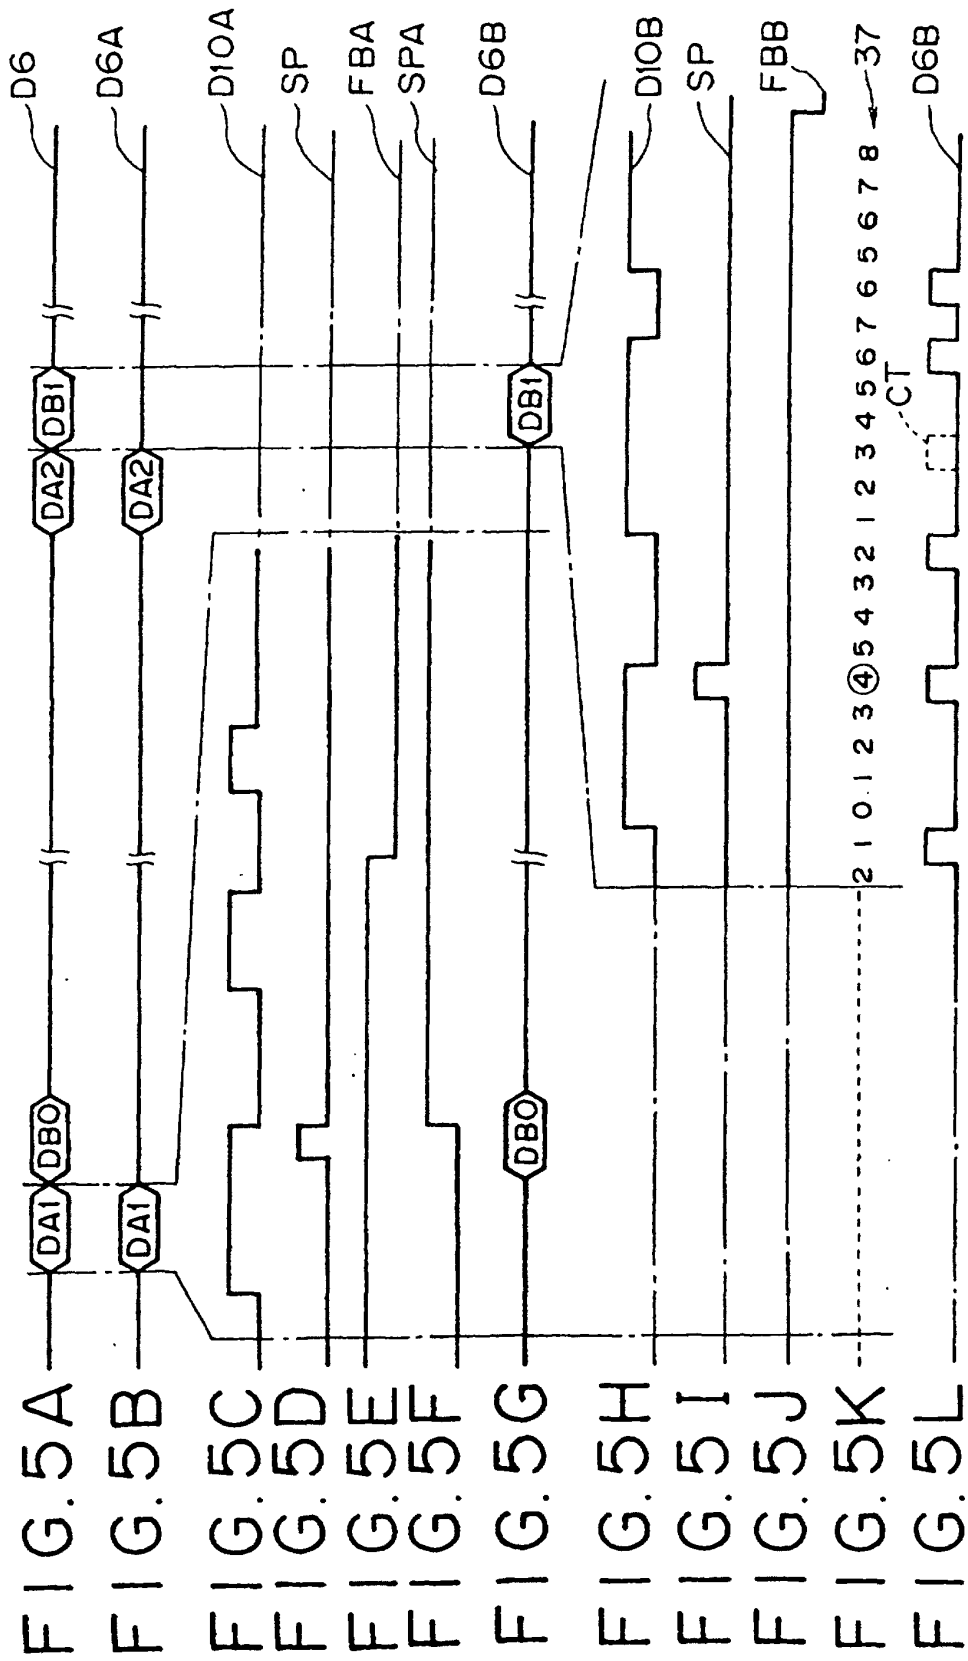 FIG. 5A DA1 DB0 DA2 DB1 D6
FIG. 5B DA1 DA2 D6A
FIG. 5C D10A
FIG. 5D SP
FIG. 5E FBA
FIG. 5F SPA
FIG. 5G DB0 DB1 D6B
FIG. 5H D10B
FIG. 5I SP
FIG. 5J FBB
FIG. 5K 2 1 0 1 2 3 4 5 4 3 2 1 2 3 4 5 6 7 6 5 6 7 8 37
CT
FIG. 5L D6B